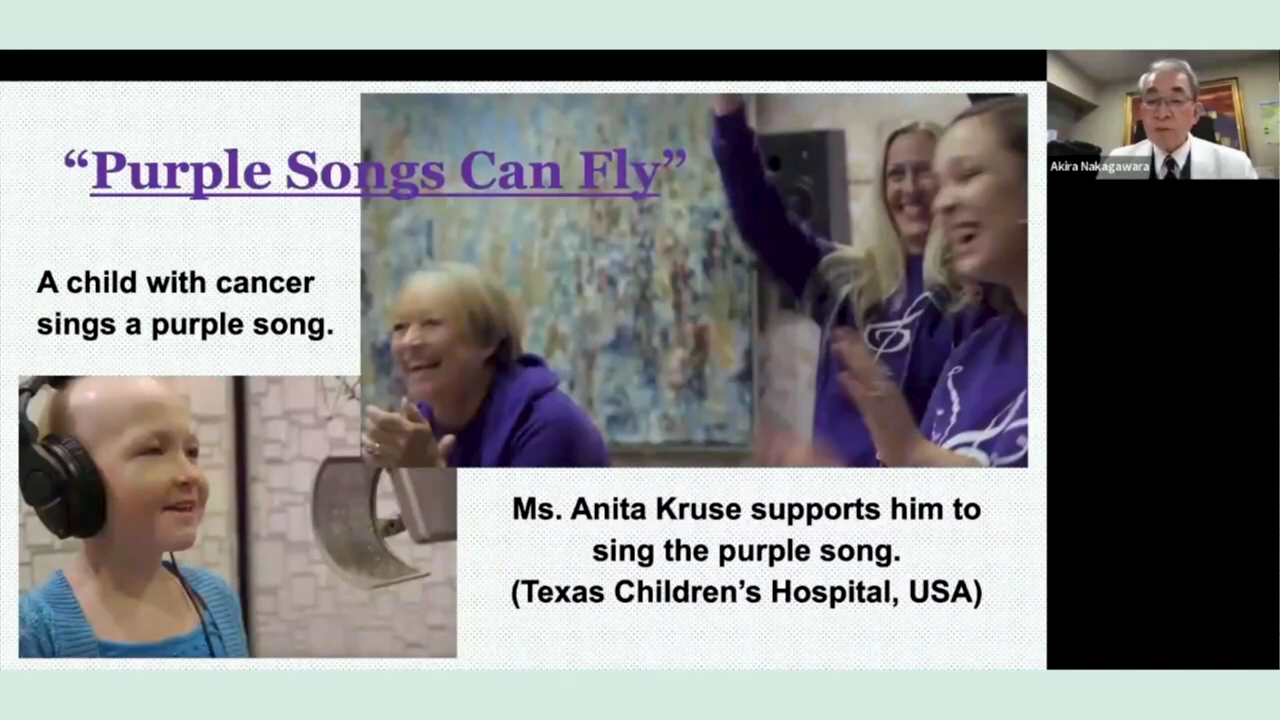 “Purple Songs Can Fly”
A child with cancer
sings a purple song.
Ms. Anita Kruse supports him to
sing the purple song.
(Texas Children’s Hospital, USA)
Akira Nakagawara